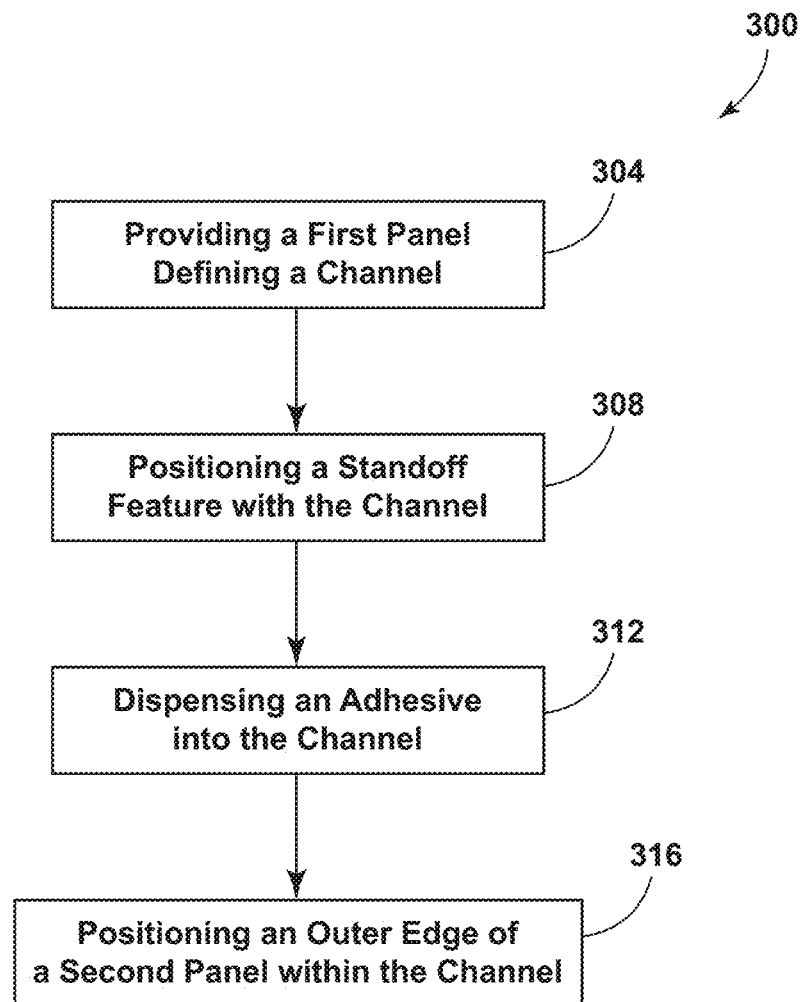 300
304
Providing a First Panel
Defining a Channel
308
Positioning a Standoff
Feature with the Channel
312
Dispensing an Adhesive
into the Channel
316
Positioning an Outer Edge of
a Second Panel within the Channel